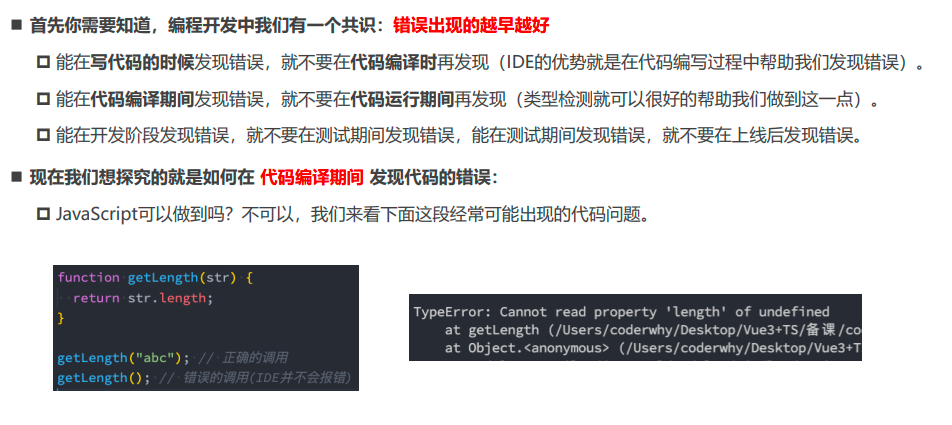 首先你需要知道，编程开发中我们有一个共识：错误出现的越早越好
能在写代码的时候发现错误，就不要在代码编译时再发现（IDE的优势就是在代码编写过程中帮助我们发现错误）。
能在代码编译期间发现错误，就不要在代码运行期间再发现（类型检测就可以很好的帮助我们做到这一点）。
能在开发阶段发现错误，就不要在测试期间发现错误，能在测试期间发现错误，就不要在上线后发现错误。
现在我们想探究的就是如何在 代码编译期间 发现代码的错误：
JavaScript可以做到吗？不可以，我们来看下面这段经常可能出现的代码问题。
function getLength(str) {
  return str.length;
}
getLength("abc"); // 正确的调用
getLength(); // 错误的调用(IDE并不会报错)
TypeError: Cannot read property 'length' of undefined
    at getLength (/Users/coderwhy/Desktop/Vue3+TS/备课/co
    at Object.<anonymous> (/Users/coderwhy/Desktop/Vue3+T